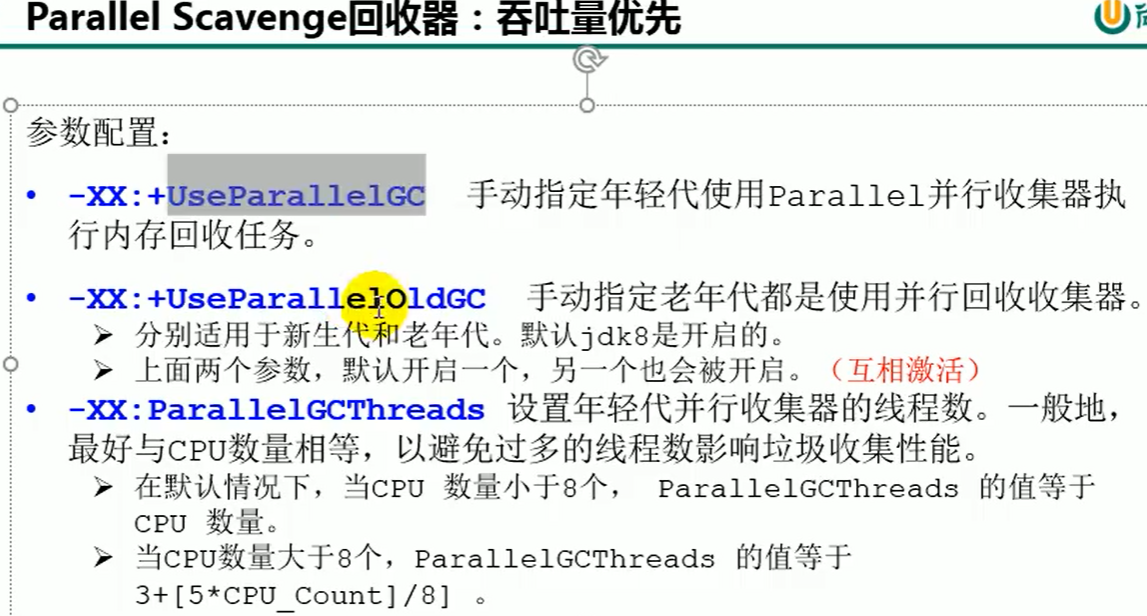 Parallel Scavenge回收器：吞吐量优先
参数配置：
• -XX:+UseParallelGC 手动指定年轻代使用Parallel并行收集器执
行内存回收任务。
• -XX:+UseParallelOldGC 手动指定老年代都是使用并行回收收集器。
➢ 分别适用于新生代和老年代。默认jdk8是开启的。
➢ 上面两个参数，默认开启一个，另一个也会被开启。（互相激活）
• -XX:ParallelGCThreads 设置年轻代并行收集器的线程数。一般地，
最好与CPU数量相等，以避免过多的线程数影响垃圾收集性能。
➢ 在默认情况下，当CPU 数量小于8个， ParallelGCThreads 的值等于
CPU 数量。
➢ 当CPU数量大于8个，ParallelGCThreads 的值等于
3+[5*CPU_Count]/8] 。